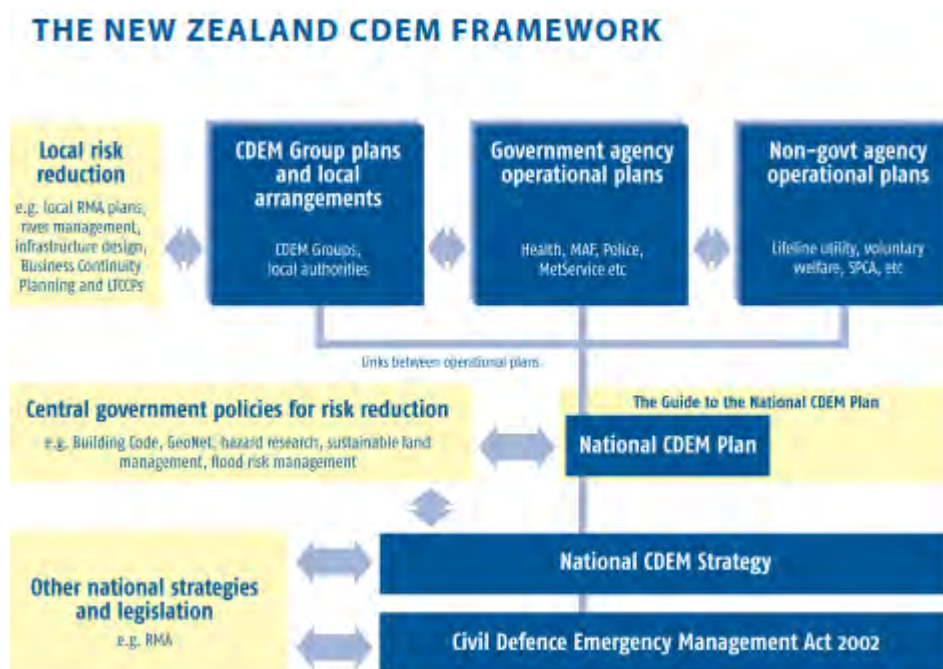 THE NEW ZEALAND CDEM FRAMEWORK
Local risk
reduction
e.g. local RMA plans,
river management,
infrastructure design,
Business Continuity
Planning and LTCCPs
CDEM Group plans
and local
arrangements
CDEM Groups,
local authorities
Government agency
operational plans
Health, MAF, Police,
MetService etc
Non-govt agency
operational plans
Lifeline utility, voluntary
welfare, SPCA, etc
Links between operational plans
Central government policies for risk reduction
e.g. Building Code, GeoNet, hazard research, sustainable land
management, flood risk management
The Guide to the National CDEM Plan
National CDEM Plan
Other national strategies
and legislation
e.g. RMA
National CDEM Strategy
Civil Defence Emergency Management Act 2002